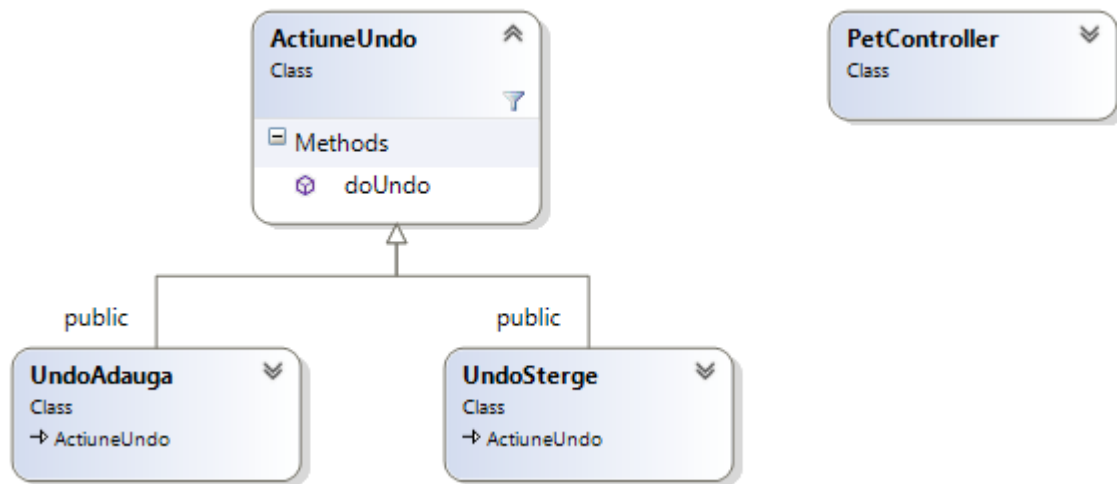 ActiuneUndo
Class
Methods
doUndo
PetController
Class
public
public
UndoAdauga
Class
ActiuneUndo
UndoSterge
Class
ActiuneUndo